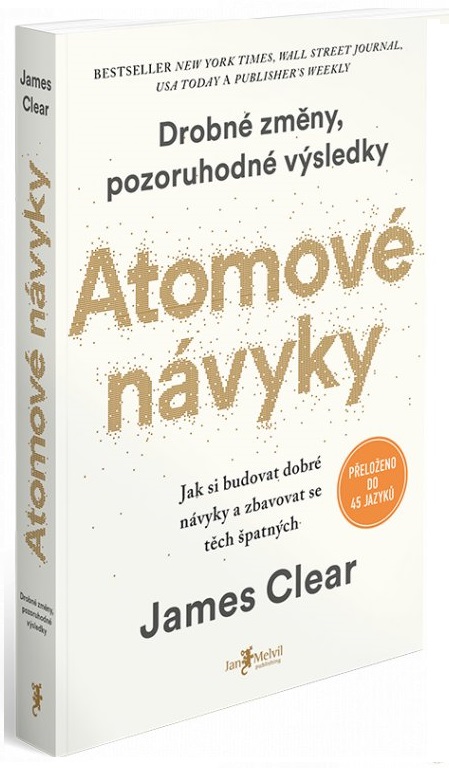 BESTSELLER NEW YORK TIMES, WALL STREET JOURNAL,
USA TODAY A PUBLISHER'S WEEKLY
Drobné změny,
pozoruhodné výsledky
Atomové
návyky
Jak si budovat dobré
návyky a zbavovat se
těch špatných
PŘELOŽENO
DO
45 JAZYKŮ
James Clear
Jan Melvil
publishing
James
Clear
Atomové návyky
Drobné změny,
pozoruhodné
výsledky